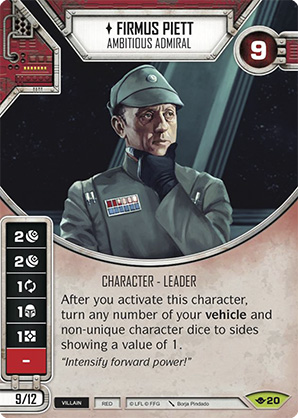 FIRMUS PIETT
AMBITIOUS ADMIRAL
9
2
2
1
1
1
–
9/12
CHARACTER - LEADER
After you activate this character,
turn any number of your vehicle and
non-unique character dice to sides
showing a value of 1.
“Intensify forward power!”
VILLAIN
RED
© LFL © FFG
Borja Pindado
20